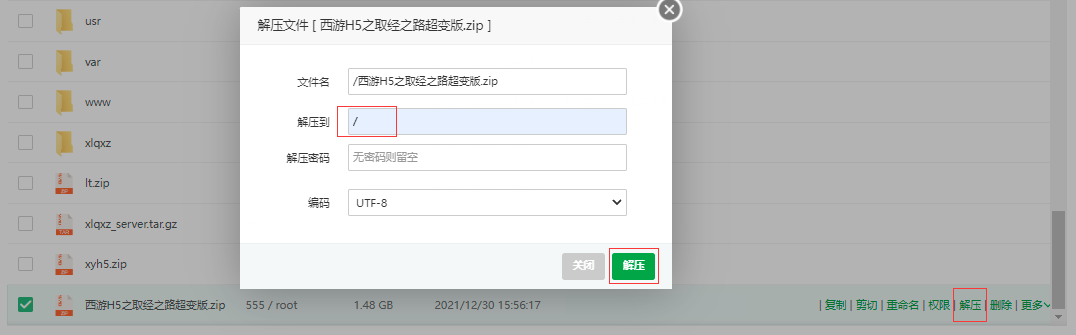 解压文件 [ 西游H5之取经之路超变版.zip ]
文件名 /西游H5之取经之路超变版.zip
解压到 /
解压密码 无密码则留空
编码 UTF-8
关闭 解压
usr
var
www
xlqxz
lt.zip
xlqxz_server.tar.gz
xyh5.zip
西游H5之取经之路超变版.zip 555 / root 1.48 GB 2021/12/30 15:56:17 | 复制 | 剪切 | 重命名 | 权限 | 解压 | 删除 | 更多